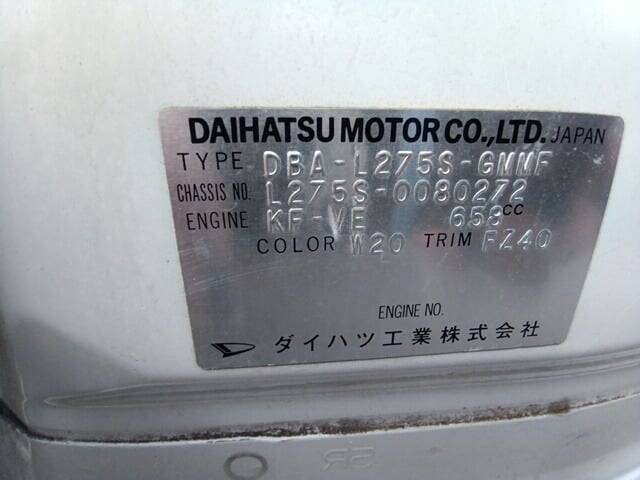 DAIHATSU MOTOR CO.,LTD. JAPAN
TYPE DBA-L275S-GMMF
CHASSIS NO. L275S-0080272
ENGINE KF-VE 658CC
COLOR W20 TRIM FZ40
ENGINE NO.
ダイハツ工業株式会社